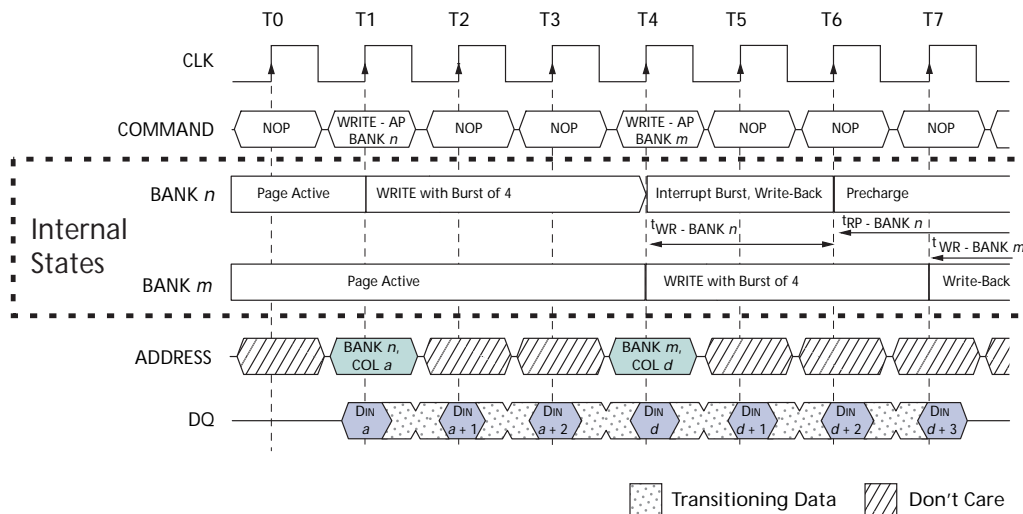 T0 T1 T2 T3 T4 T5 T6 T7
CLK
COMMAND NOP WRITE - AP BANK n NOP NOP WRITE - AP BANK m NOP NOP NOP
BANK n Page Active WRITE with Burst of 4 Interrupt Burst, Write-Back Precharge
Internal States
tWR - BANK n tRP - BANK n
tWR - BANK m
BANK m Page Active WRITE with Burst of 4 Write-Back
ADDRESS BANK n, COL a BANK m, COL d
DQ DIN a DIN a + 1 DIN a + 2 DIN d DIN d + 1 DIN d + 2 DIN d + 3
Transitioning Data Don't Care